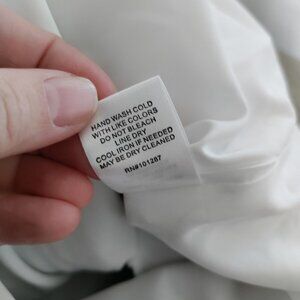 HAND WASH COLD
WITH LIKE COLORS
DO NOT BLEACH
LINE DRY
COOL IRON IF NEEDED
MAY BE DRY CLEANED
RN#101287